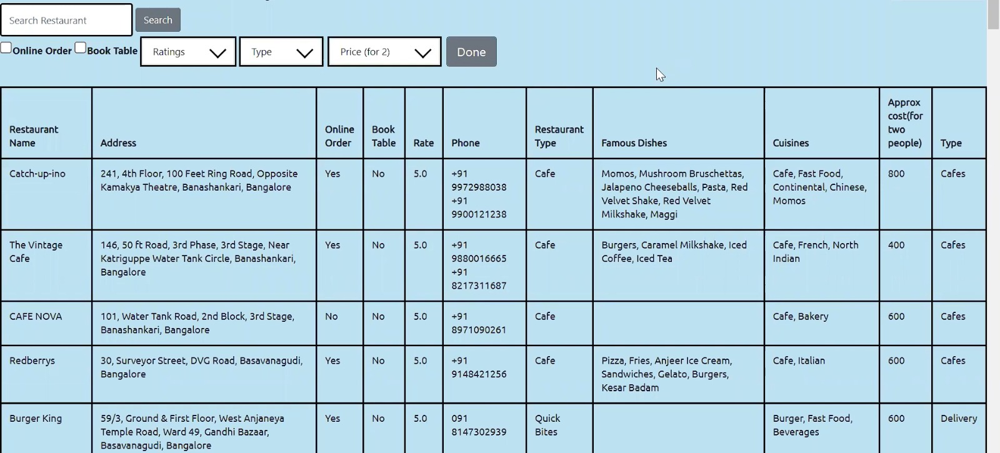 Search Restaurant Search
Online Order Book Table Ratings Type Price (for 2) Done
Restaurant
Name
Address
Online
Order
Book
Table
Rate
Phone
Restaurant
Type
Famous Dishes
Cuisines
Approx
cost(for
two
people)
Type
Catch-up-ino
241, 4th Floor, 100 Feet Ring Road, Opposite
Kamakya Theatre, Banashankari, Bangalore
Yes
No
5.0
+91
9972988038
+91
9900121238
Cafe
Momos, Mushroom Bruschettas,
Jalapeno Cheeseballs, Pasta, Red
Velvet Shake, Red Velvet
Milkshake, Maggi
Cafe, Fast Food,
Continental, Chinese,
Momos
800
Cafes
The Vintage
Cafe
146, 50 ft Road, 3rd Phase, 3rd Stage, Near
Katriguppe Water Tank Circle, Banashankari,
Bangalore
Yes
No
5.0
+91
9880016665
+91
8217311687
Cafe
Burgers, Caramel Milkshake, Iced
Coffee, Iced Tea
Cafe, French, North
Indian
400
Cafes
CAFE NOVA
101, Water Tank Road, 2nd Block, 3rd Stage,
Banashankari, Bangalore
No
No
5.0
+91
8971090261
Cafe
Cafe, Bakery
600
Cafes
Redberrys
30, Surveyor Street, DVG Road, Basavanagudi,
Bangalore
Yes
No
5.0
+91
9148421256
Cafe
Pizza, Fries, Anjeer Ice Cream,
Sandwiches, Gelato, Burgers,
Kesar Badam
Cafe, Italian
600
Cafes
Burger King
59/3, Ground & First Floor, West Anjaneya
Temple Road, Ward 49, Gandhi Bazaar,
Basavanagudi, Bangalore
Yes
No
5.0
091
8147302939
Quick
Bites
Burger, Fast Food,
Beverages
600
Delivery